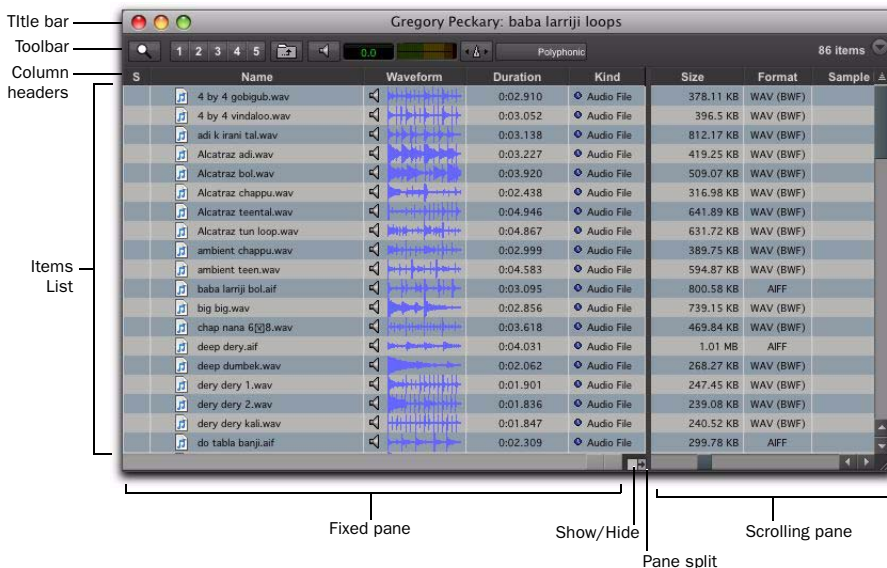 TItle bar
Gregory Peckary: baba larriji loops
Toolbar
1 2 3 4 5
0.0
Polyphonic
86 items
Column
headers
S Name Waveform Duration Kind Size Format Sample
4 by 4 gobigub.wav 0:02.910 Audio File 378.11 KB WAV (BWF)
4 by 4 vindaloo.wav 0:03.052 Audio File 396.5 KB WAV (BWF)
adi k irani tal.wav 0:03.138 Audio File 812.17 KB WAV (BWF)
Alcatraz adi.wav 0:03.227 Audio File 419.25 KB WAV (BWF)
Alcatraz bol.wav 0:03.920 Audio File 509.07 KB WAV (BWF)
Alcatraz chappu.wav 0:02.438 Audio File 316.98 KB WAV (BWF)
Alcatraz teental.wav 0:04.946 Audio File 641.89 KB WAV (BWF)
Alcatraz tun loop.wav 0:04.867 Audio File 631.72 KB WAV (BWF)
ambient chappu.wav 0:02.999 Audio File 389.75 KB WAV (BWF)
ambient teen.wav 0:04.583 Audio File 594.87 KB WAV (BWF)
baba larriji bol.aif 0:03.095 Audio File 800.58 KB AIFF
big big.wav 0:02.856 Audio File 739.15 KB WAV (BWF)
chap nana 6 8.wav 0:03.618 Audio File 469.84 KB WAV (BWF)
deep dery.aif 0:04.031 Audio File 1.01 MB AIFF
deep dumbek.wav 0:02.062 Audio File 268.27 KB WAV (BWF)
dery dery 1.wav 0:01.901 Audio File 247.45 KB WAV (BWF)
dery dery 2.wav 0:01.836 Audio File 239.08 KB WAV (BWF)
dery dery kali.wav 0:01.847 Audio File 240.52 KB WAV (BWF)
do tabla banji.aif 0:02.309 Audio File 299.78 KB AIFF
Items
List
Fixed pane
Show/Hide
Scrolling pane
Pane split